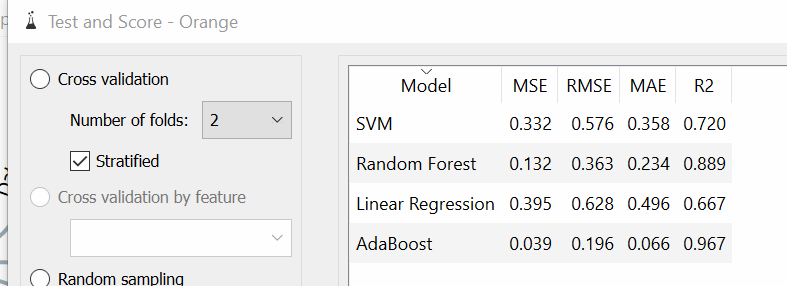 Test and Score - Orange
Cross validation
Number of folds: 2
Stratified
Cross validation by feature
Random sampling
Model MSE RMSE MAE R2
SVM 0.332 0.576 0.358 0.720
Random Forest 0.132 0.363 0.234 0.889
Linear Regression 0.395 0.628 0.496 0.667
AdaBoost 0.039 0.196 0.066 0.967